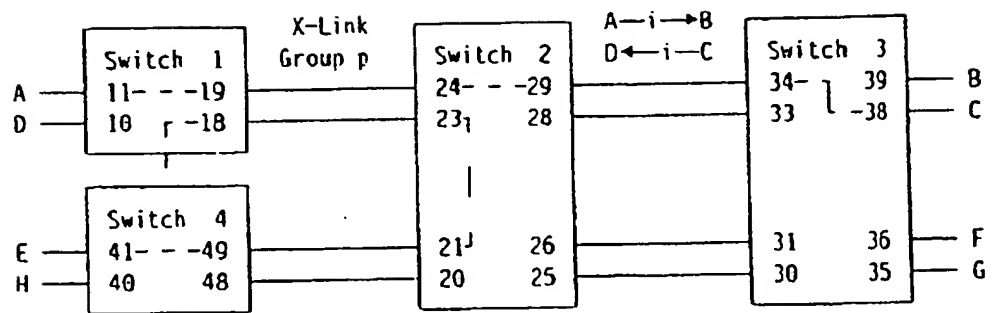 X-Link
Group p
A—i→B
D←i—C
Switch 1
Switch 2
Switch 3
A
11- - -19
24- - -29
34- 39
B
D
10 -18
23 28
33 -38
C
Switch 4
E
41- - -49
21 26
31 36
F
H
40 48
20 25
30 35
G